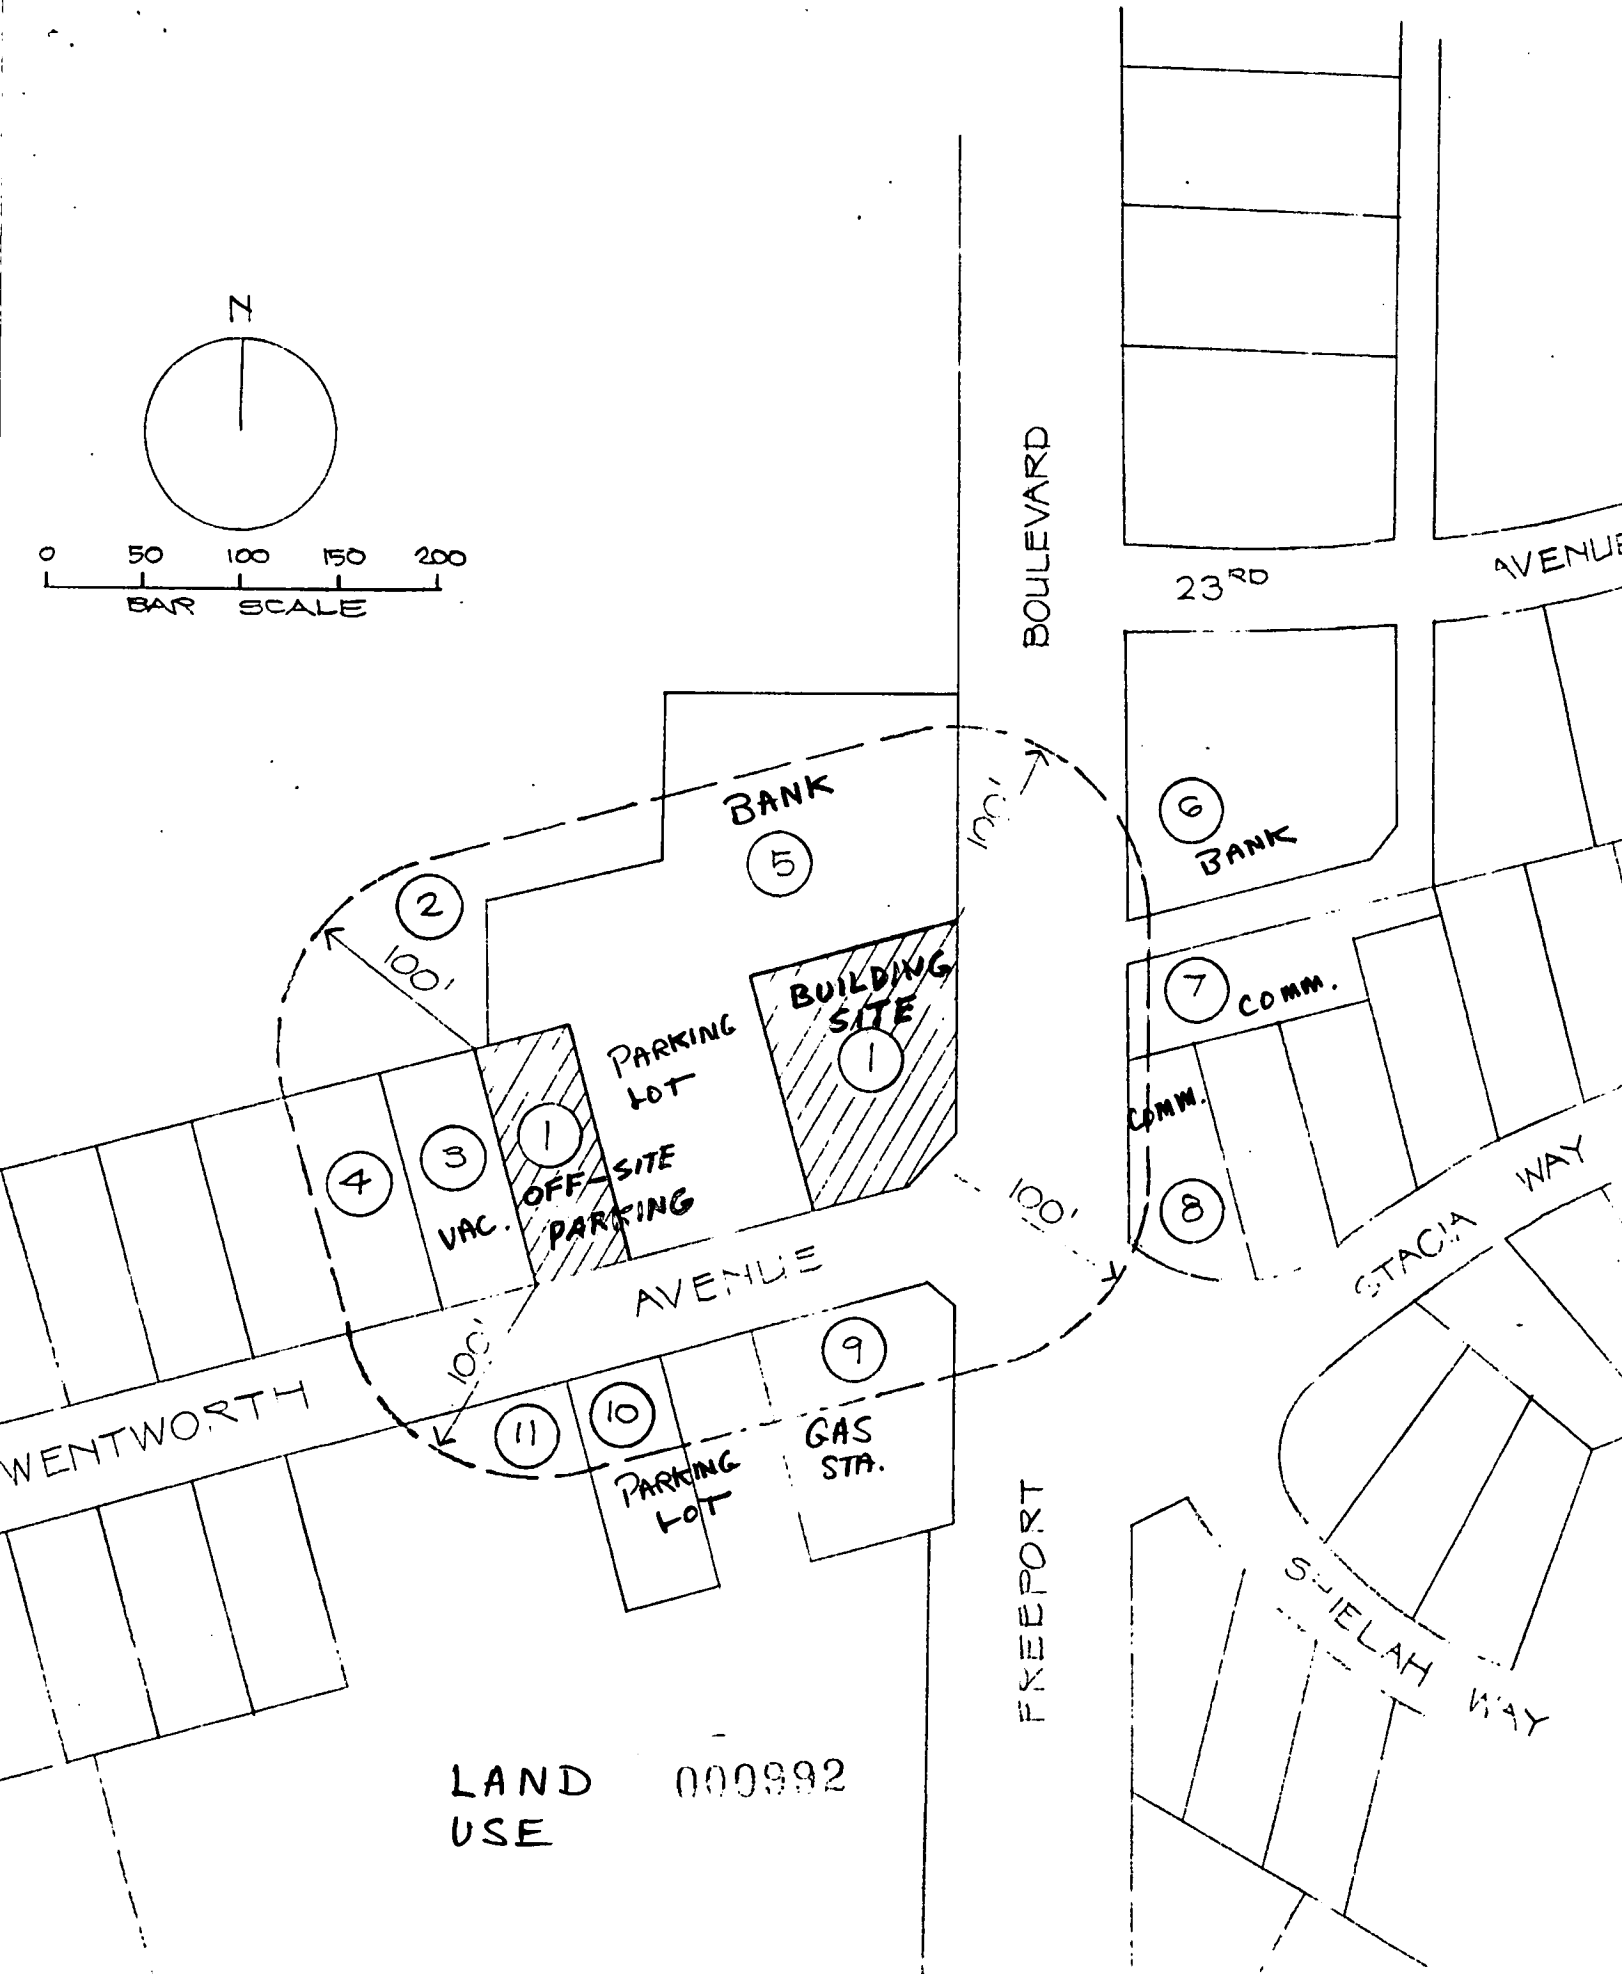 N
0 50 100 150 200
BAR SCALE
BOULEVARD
23RD
AVENUE
BANK
5
100'
6
BANK
2
100'
BUILDING
SITE
1
7 COMM.
PARKING
LOT
COMM.
1
3
4
OFF-SITE
PARKING
VAC.
WAY
STACIA
8
100'
AVENUE
100'
9
10
11
GAS
STA.
WENTWORTH
PARKING
LOT
FREEPORT
SHIELAH WAY
LAND
USE
000992